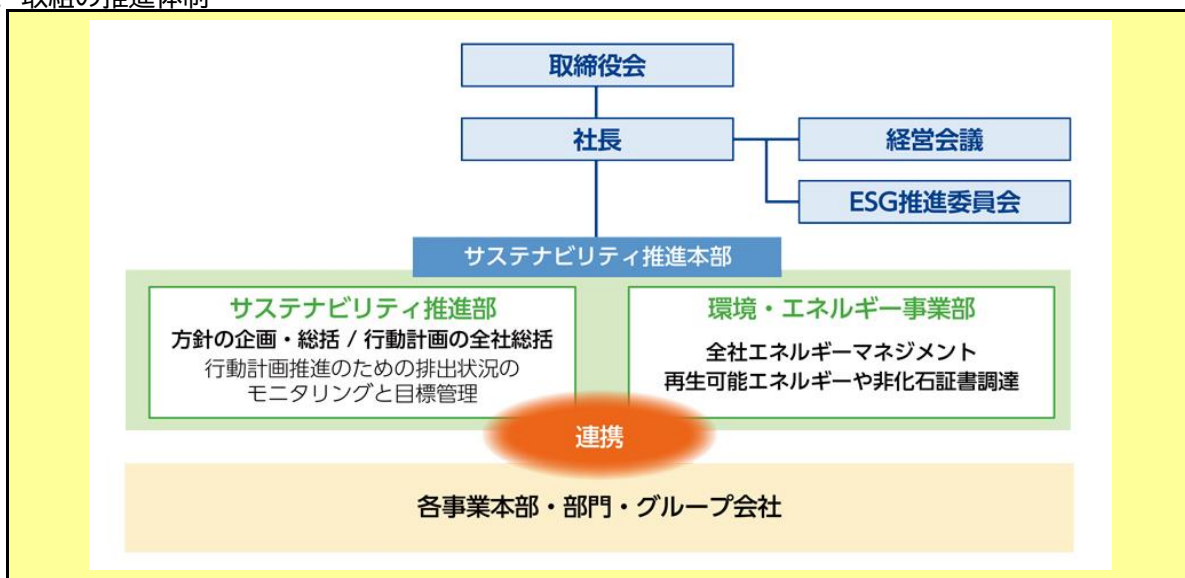 取組の推進体制
取締役会
社長
経営会議
ESG推進委員会
サステナビリティ推進本部
サステナビリティ推進部
方針の企画・総括 / 行動計画の全社総括
行動計画推進のための排出状況の
モニタリングと目標管理
環境・エネルギー事業部
全社エネルギーマネジメント
再生可能エネルギーや非化石証書調達
連携
各事業本部・部門・グループ会社